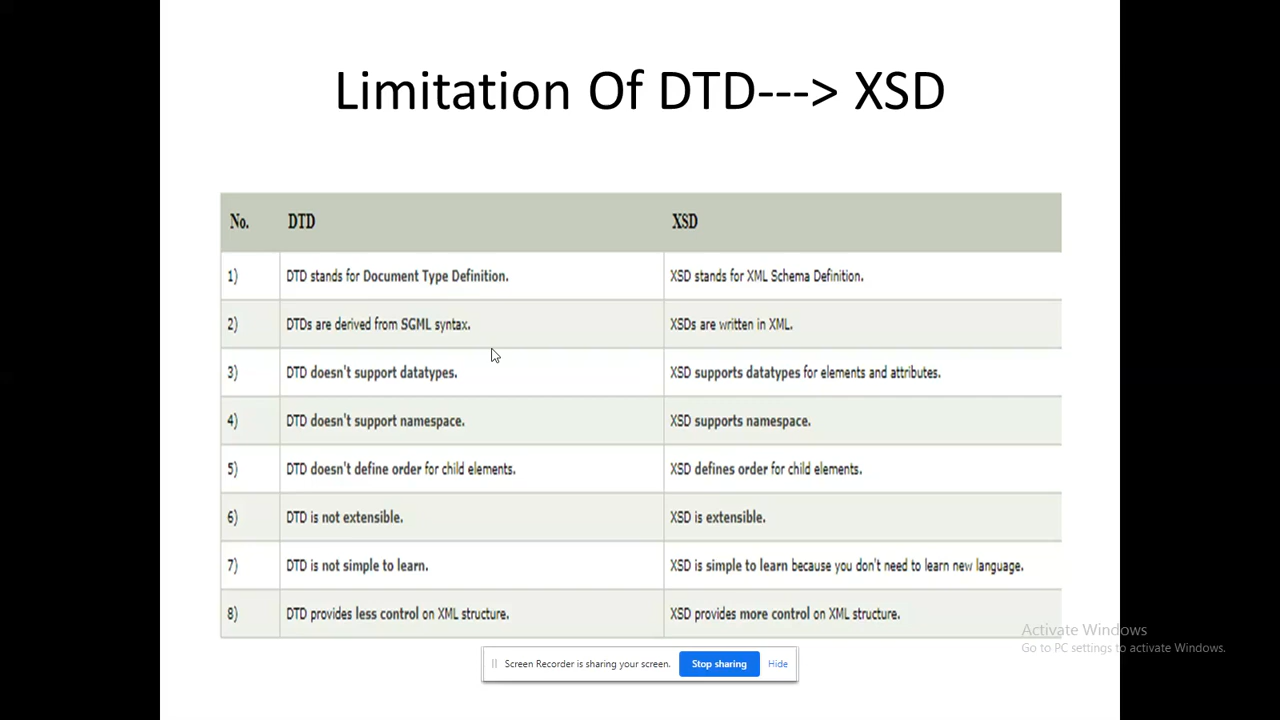 Limitation Of DTD---> XSD
No. DTD XSD
1) DTD stands for Document Type Definition. XSD stands for XML Schema Definition.
2) DTDs are derived from SGML syntax. XSDs are written in XML.
3) DTD doesn't support datatypes. XSD supports datatypes for elements and attributes.
4) DTD doesn't support namespace. XSD supports namespace.
5) DTD doesn't define order for child elements. XSD defines order for child elements.
6) DTD is not extensible. XSD is extensible.
7) DTD is not simple to learn. XSD is simple to learn because you don't need to learn new language.
8) DTD provides less control on XML structure. XSD provides more control on XML structure.
Activate Windows
Go to PC settings to activate Windows.
Screen Recorder is sharing your screen. Stop sharing Hide